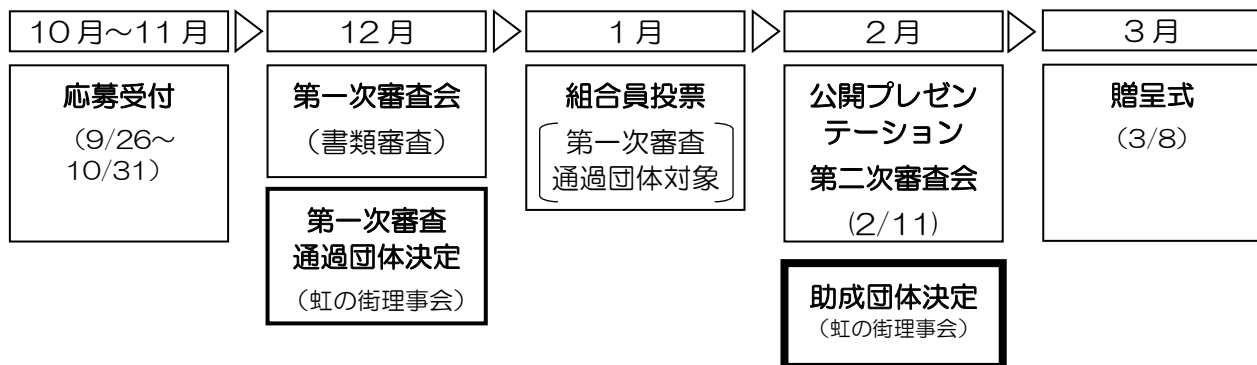 10月～11月
応募受付
（9/26～
10/31）
12月
第一次審査会
（書類審査）
第一次審査
通過団体決定
（虹の街理事会）
1月
組合員投票
第一次審査
通過団体対象
2月
公開プレゼン
テーション
第二次審査会
(2/11)
助成団体決定
（虹の街理事会）
3月
贈呈式
(3/8)